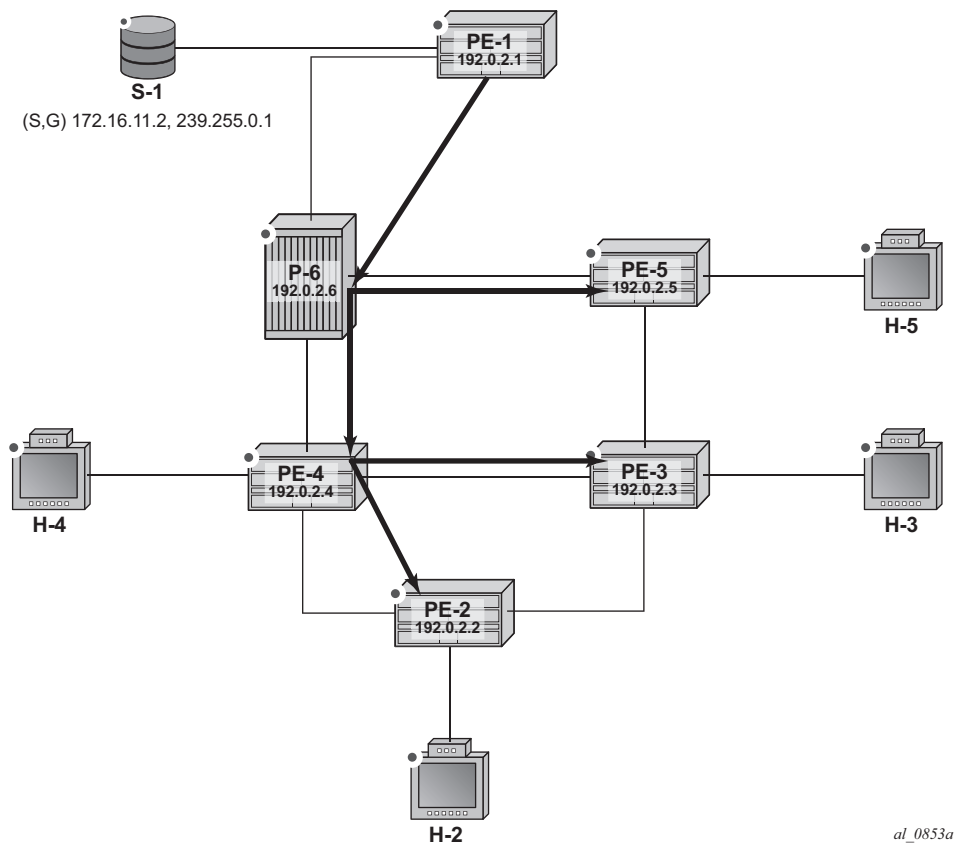 PE-1
192.0.2.1
S-1
(S,G) 172.16.11.2, 239.255.0.1
P-6
192.0.2.6
PE-5
192.0.2.5
H-5
PE-4
192.0.2.4
H-4
PE-3
192.0.2.3
H-3
PE-2
192.0.2.2
H-2
al_0853a